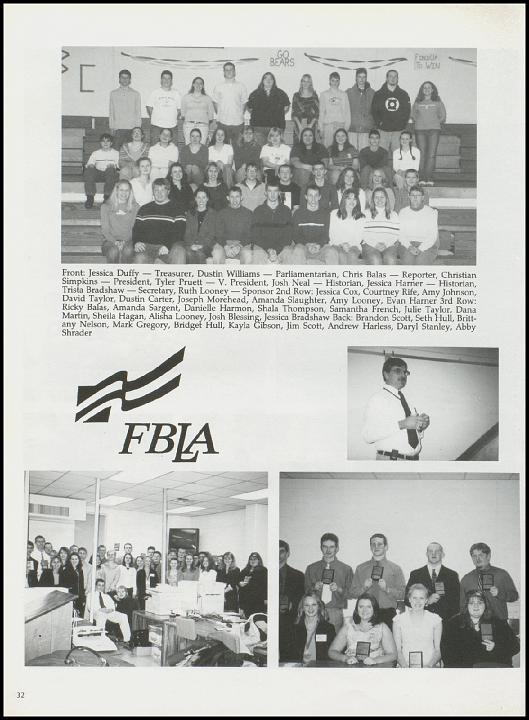 GO
BEARS
C
TO WIN
Front: Jessica Duffy — Treasurer, Dustin Williams — Parliamentarian, Chris Balas — Reporter, Christian
Simpkins — President, Tyler Pruett — V. President, Josh Neal — Historian, Jessica Harner — Historian,
Trista Bradshaw — Secretary, Ruth Looney — Sponsor 2nd Row: Jessica Cox, Courtney Rife, Amy Johnson,
David Taylor, Dustin Carter, Joseph Morehead, Amanda Slaughter, Amy Looney, Evan Harner 3rd Row:
Ricky Balas, Amanda Sargent, Danielle Harmon, Shala Thompson, Samantha French, Julie Taylor, Dana
Martin, Sheila Hagan, Alisha Looney, Josh Blessing, Jessica Bradshaw Back: Brandon Scott, Seth Hull, Britt-
any Nelson, Mark Gregory, Bridget Hull, Kayla Gibson, Jim Scott, Andrew Harless, Daryl Stanley, Abby
Shrader
FBLA
32